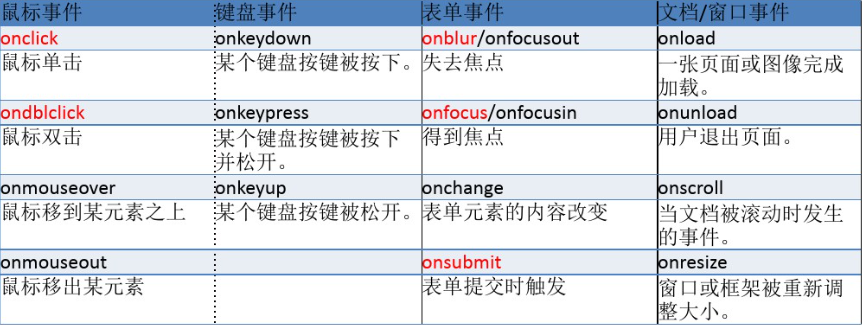 鼠标事件 键盘事件 表单事件 文档/窗口事件
onclick onkeydown onblur/onfocusout onload
鼠标单击 某个键盘按键被按下。 失去焦点 一张页面或图像完成
加载。
ondblclick onkeypress onfocus/onfocusin onunload
鼠标双击 某个键盘按键被按下 得到焦点 用户退出页面。
并松开。
onmouseover onkeyup onchange onscroll
鼠标移到某元素之上 某个键盘按键被松开。 表单元素的内容改变 当文档被滚动时发生
的事件。
onmouseout onsubmit onresize
鼠标移出某元素 表单提交时触发 窗口或框架被重新调
整大小。